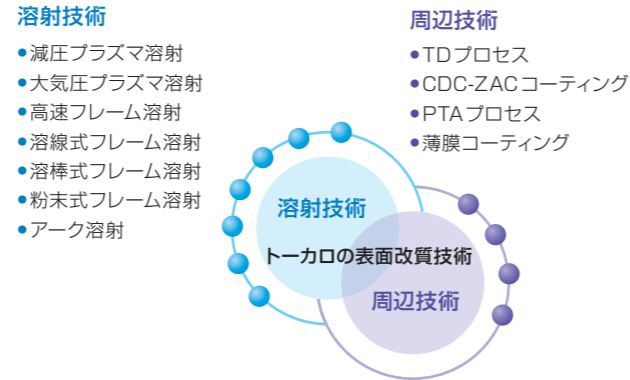 溶射技術
●減圧プラズマ溶射
●大気圧プラズマ溶射
●高速フレーム溶射
●溶線式フレーム溶射
●溶棒式フレーム溶射
●粉末式フレーム溶射
●アーク溶射
周辺技術
●TDプロセス
●CDC-ZACコーティング
●PTAプロセス
●薄膜コーティング
溶射技術
トーカロの表面改質技術
周辺技術